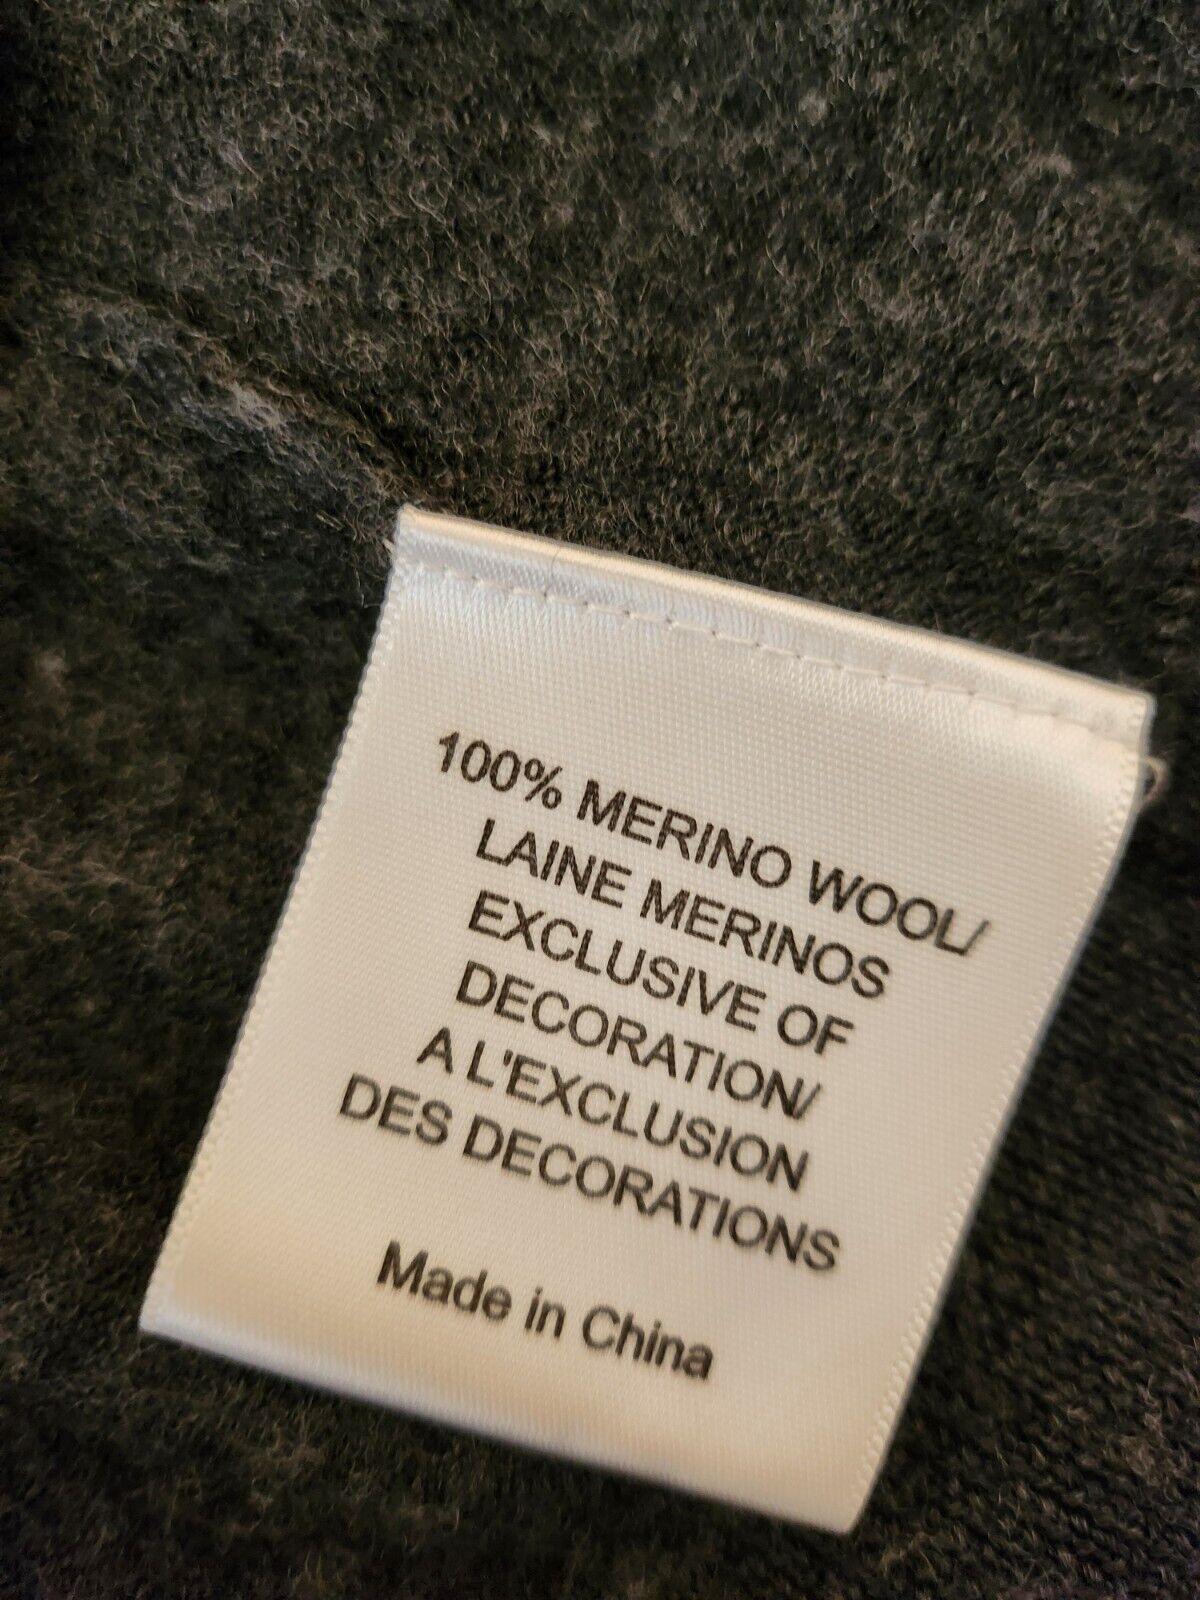 100% MERINO WOOL/
LAINE MERINOS
EXCLUSIVE OF
DECORATION/
A L'EXCLUSION
DES DECORATIONS
Made in China